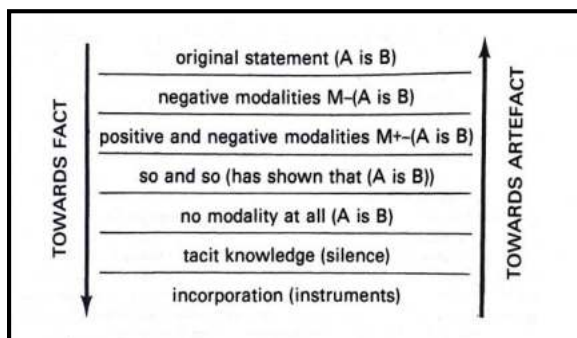 TOWARDS FACT
original statement (A is B)
negative modalities M–(A is B)
positive and negative modalities M+–(A is B)
so and so (has shown that (A is B))
no modality at all (A is B)
tacit knowledge (silence)
incorporation (instruments)
TOWARDS ARTEFACT